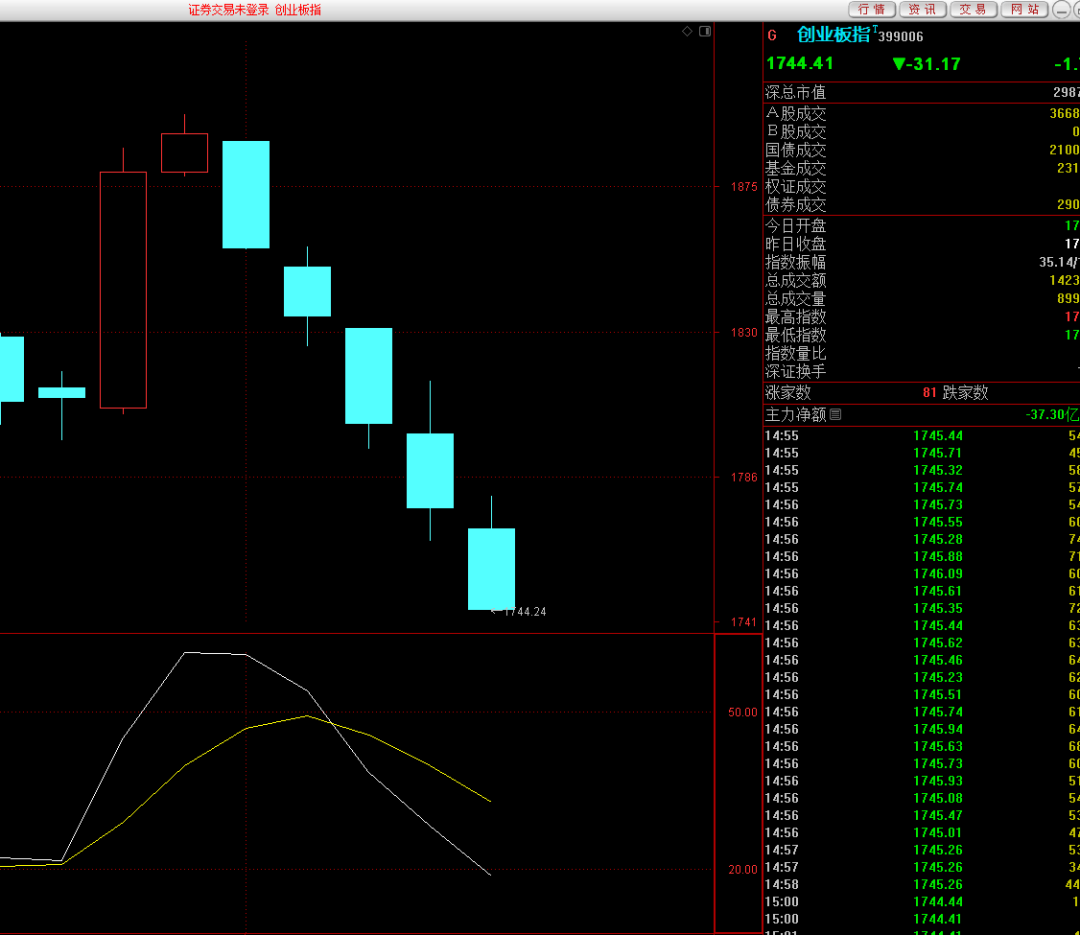 证券交易未登录 创业板指
行情 资讯 交易 网站
G 创业板指T399006
1744.41 ▼-31.17 -1.
深总市值 2987
A股成交 3668
B股成交 0
国债成交 2100
基金成交 231
权证成交
债券成交 290
今日开盘 17
昨日收盘 17
指数振幅 35.14/
总成交额 1423
总成交量 899
最高指数 17
最低指数 17
指数量比
深证换手
涨家数 81 跌家数
主力净额 -37.30亿
14:55 1745.44 54
14:55 1745.71 45
14:55 1745.32 58
14:55 1745.74 57
14:56 1745.73 54
14:56 1745.55 60
14:56 1745.28 74
14:56 1745.88 71
14:56 1746.09 60
14:56 1745.61 61
14:56 1745.35 72
14:56 1745.44 63
14:56 1745.62 63
14:56 1745.46 64
14:56 1745.23 62
14:56 1745.51 60
14:56 1745.74 61
14:56 1745.94 64
14:56 1745.63 68
14:56 1745.73 60
14:56 1745.93 51
14:56 1745.08 54
14:56 1745.47 53
14:56 1745.01 47
14:57 1745.26 53
14:57 1745.26 34
14:58 1745.26 44
15:00 1744.44 1
15:00 1744.41
1875
1830
1786
1744.24
1741
50.00
20.00